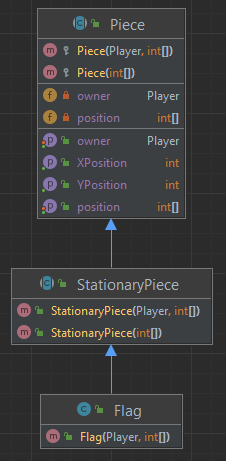 Piece
Piece(Player, int[])
Piece(int[])
owner Player
position int[]
owner Player
XPosition int
YPosition int
position int[]
StationaryPiece
StationaryPiece(Player, int[])
StationaryPiece(int[])
Flag
Flag(Player, int[])